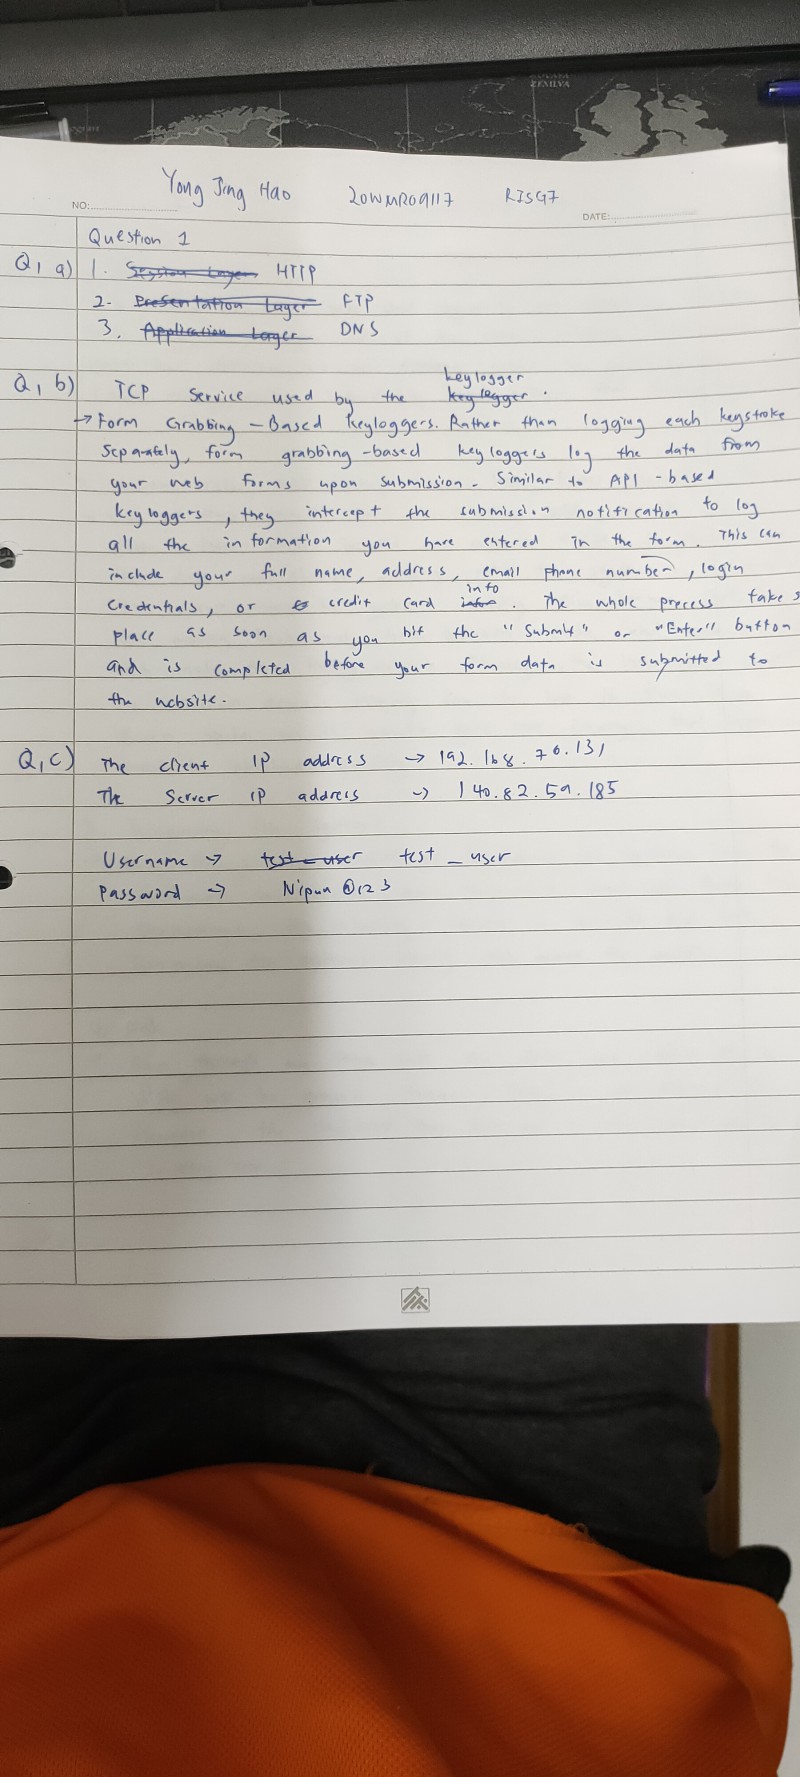 Yong Jing Hao 20WMR09117 RISG7
NO: DATE:
Question 1
Q1 a) 1. Session Layer HTTP
2. Presentation Layer FTP
3. Application Layer DNS
keylogger
Q1 b) TCP service used by the keylogger.
→ Form Grabbing - Based Keyloggers. Rather than logging each keystroke
separately, form grabbing-based keyloggers log the data from
your web forms upon submission. Similar to API-based
keyloggers, they intercept the submission notification to log
all the information you have entered in the form. This can
include your full name, address, email phone number, login
info
credentials, or credit card. The whole process takes
place as soon as you hit the "Submit" or "Enter" button
and is completed before your form data is submitted to
the website.
Q1 c) The client IP address → 192.168.76.131
The Server IP address → 140.82.59.185
Username → test_user test_user
Password → Nipun@123